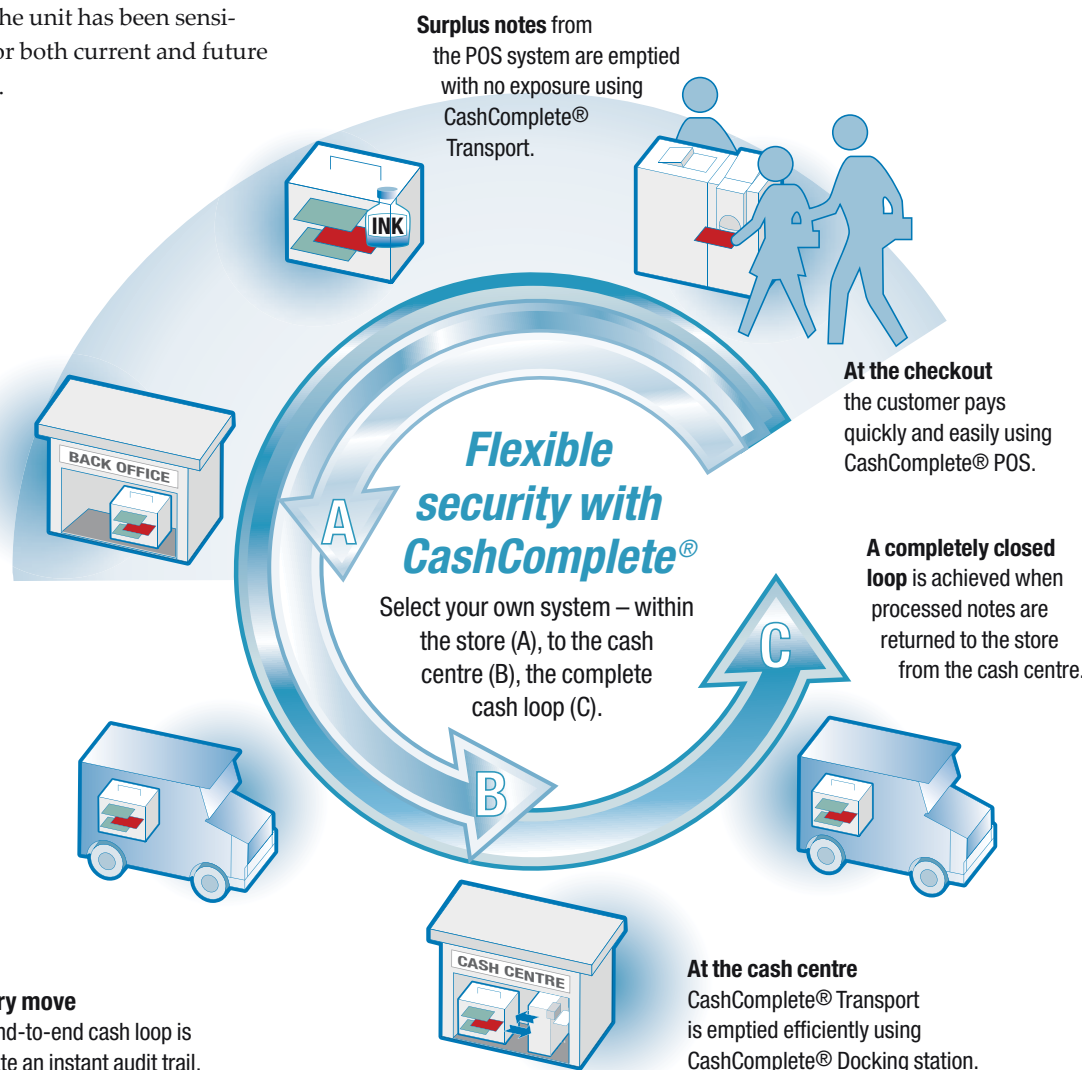 he unit has been sensi-
or both current and future
.
Surplus notes from
the POS system are emptied
with no exposure using
CashComplete®
Transport.
INK
At the checkout
the customer pays
quickly and easily using
CashComplete® POS.
BACK OFFICE
A
Flexible
security with
CashComplete®
Select your own system – within
the store (A), to the cash
centre (B), the complete
cash loop (C).
A completely closed
loop is achieved when
processed notes are
returned to the store
from the cash centre.
C
B
CASH CENTRE
At the cash centre
CashComplete® Transport
is emptied efficiently using
CashComplete® Docking station.
ry move
nd-to-end cash loop is
te an instant audit trail.